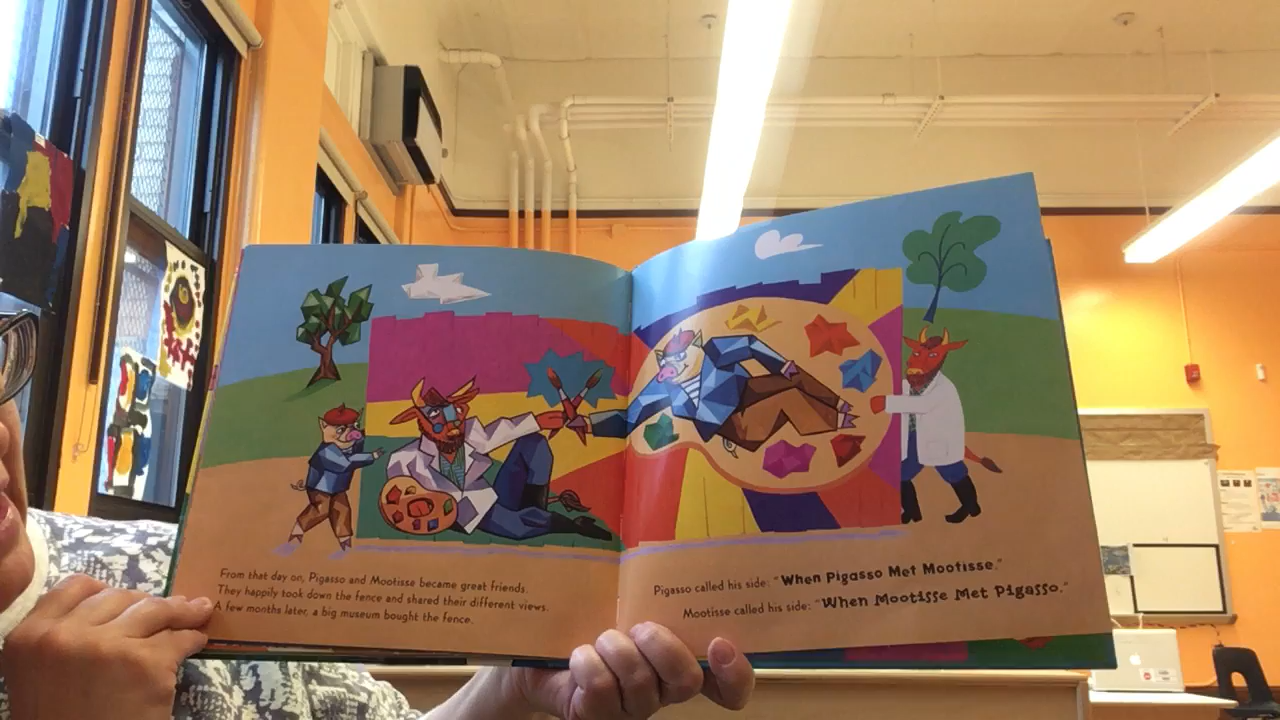 From that day on, Pigasso and Mootisse became great friends.
They happily took down the fence and shared their different views.
A few months later, a big museum bought the fence.
Pigasso called his side: "When Pigasso Met Mootisse."
Mootisse called his side: "When Mootisse Met Pigasso."